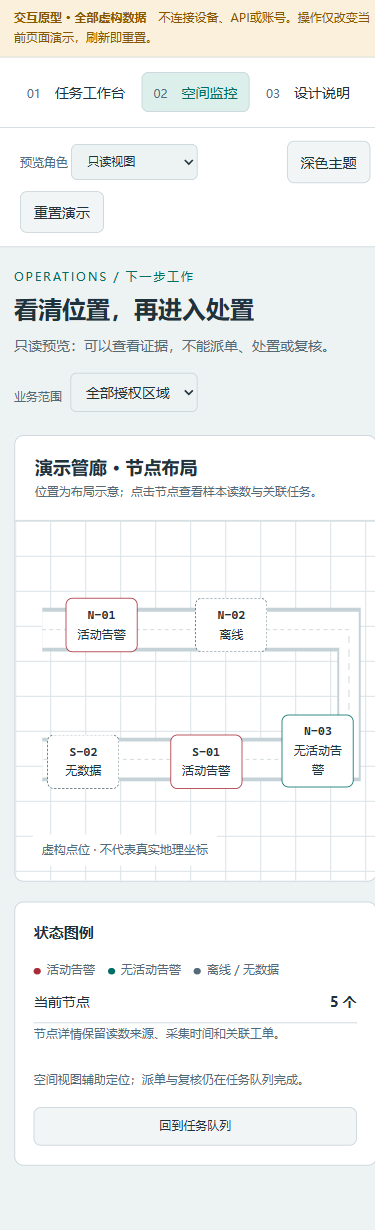 交互原型・全部虚构数据 不连接设备、API或账号。操作仅改变当
前页面演示，刷新即重置。
01 任务工作台 02 空间监控 03 设计说明
预览角色 只读视图 深色主题
重置演示
OPERATIONS / 下一步工作
看清位置，再进入处置
只读预览：可以查看证据，不能派单、处置或复核。
业务范围 全部授权区域
演示管廊・节点布局
位置为布局示意；点击节点查看样本读数与关联任务。
N-01
活动告警
N-02
离线
N-03
无活动告
警
S-02
无数据
S-01
活动告警
虚构点位 · 不代表真实地理坐标
状态图例
活动告警 无活动告警 离线 / 无数据
当前节点 5 个
节点详情保留读数来源、采集时间和关联工单。
空间视图辅助定位；派单与复核仍在任务队列完成。
回到任务队列